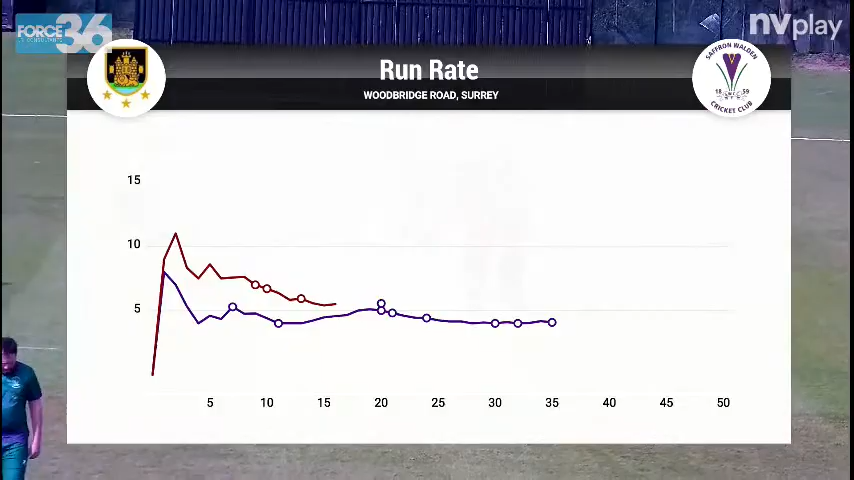 FORCE 36
CONSULTANTS
nvplay
SAFFRON WALDEN
18 59
CRICKET CLUB
Run Rate
WOODBRIDGE ROAD, SURREY
15
10
5
5 10 15 20 25 30 35 40 45 50